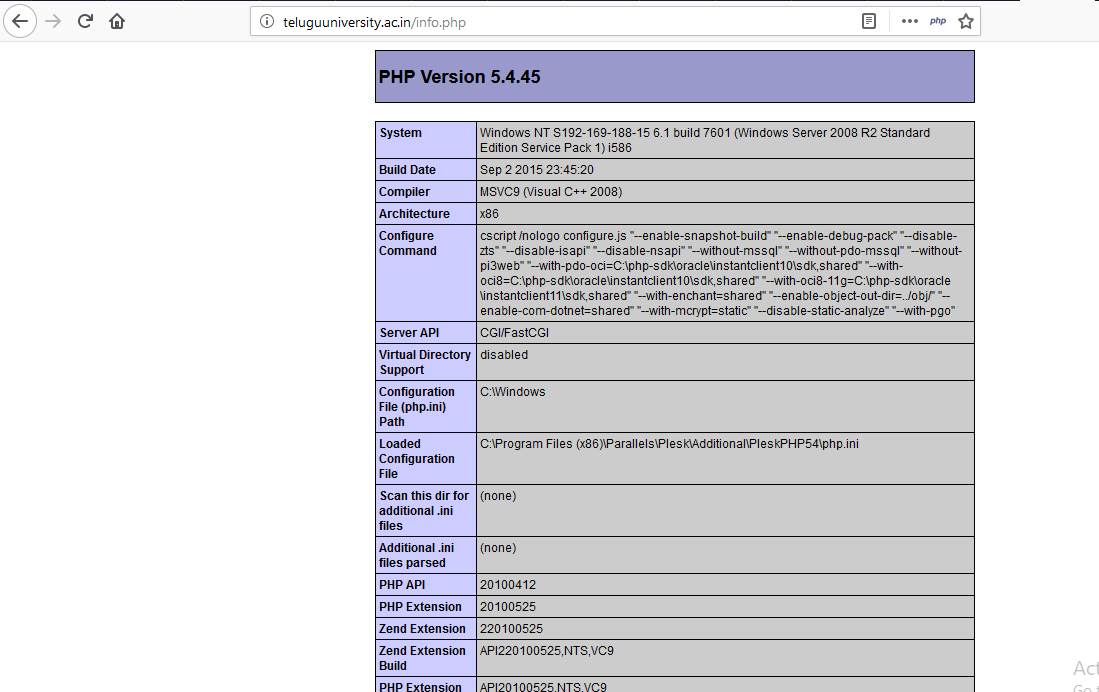 teluguuniversity.ac.in/info.php
php
PHP Version 5.4.45
System
Windows NT S192-169-188-15 6.1 build 7601 (Windows Server 2008 R2 Standard
Edition Service Pack 1) i586
Build Date
Sep 2 2015 23:45:20
Compiler
MSVC9 (Visual C++ 2008)
Architecture
x86
Configure
Command
cscript /nologo configure.js "--enable-snapshot-build" "--enable-debug-pack" "--disable-
zts" "--disable-isapi" "--disable-nsapi" "--without-mssql" "--without-pdo-mssql" "--without-
pi3web" "--with-pdo-oci=C:\php-sdk\oracle\instantclient10\sdk,shared" "--with-
oci8=C:\php-sdk\oracle\instantclient10\sdk,shared" "--with-oci8-11g=C:\php-sdk\oracle
\instantclient11\sdk,shared" "--with-enchant=shared" "--enable-object-out-dir=../obj/" "--
enable-com-dotnet=shared" "--with-mcrypt=static" "--disable-static-analyze" "--with-pgo"
Server API
CGI/FastCGI
Virtual Directory
Support
disabled
Configuration
File (php.ini)
Path
C:\Windows
Loaded
Configuration
File
C:\Program Files (x86)\Parallels\Plesk\Additional\PleskPHP54\php.ini
Scan this dir for
additional .ini
files
(none)
Additional .ini
files parsed
(none)
PHP API
20100412
PHP Extension
20100525
Zend Extension
220100525
Zend Extension
Build
API220100525,NTS,VC9
PHP Extension
API20100525,NTS,VC9
Act